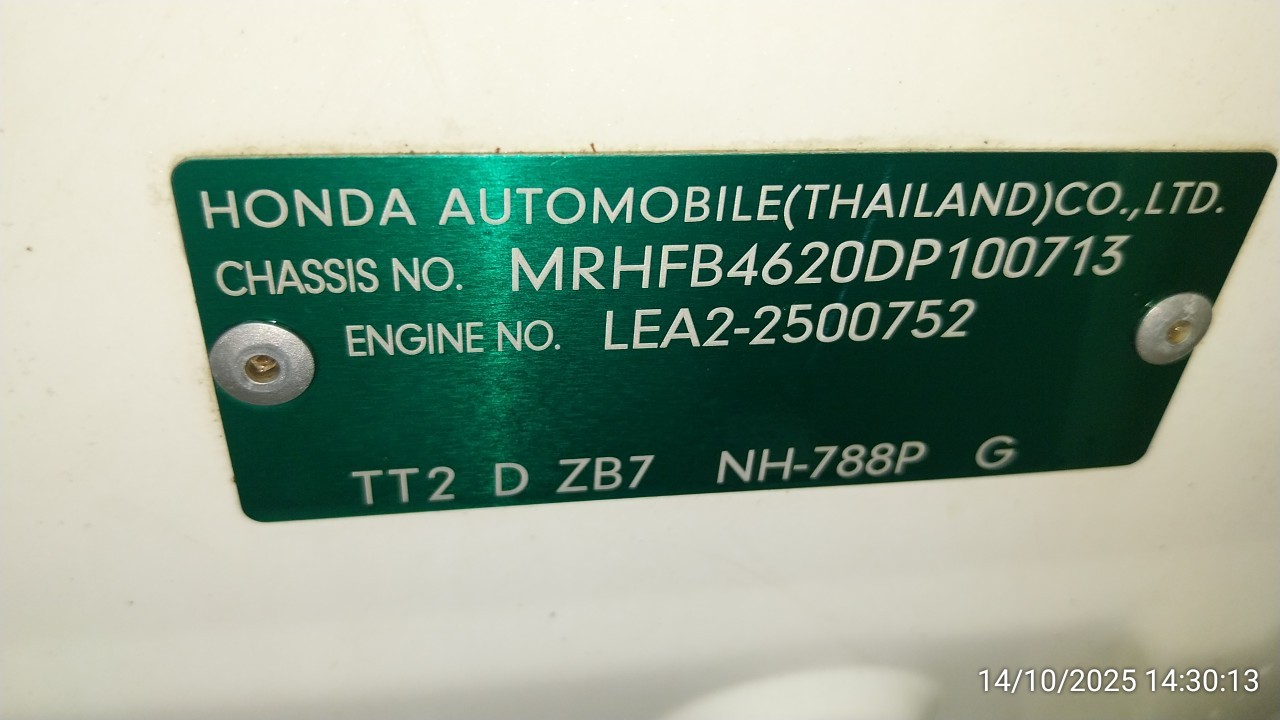 HONDA AUTOMOBILE(THAILAND)CO.,LTD.
CHASSIS NO. MRHFB4620DP100713
ENGINE NO. LEA2-2500752
TT2 D ZB7 NH-788P G
14/10/2025 14:30:13